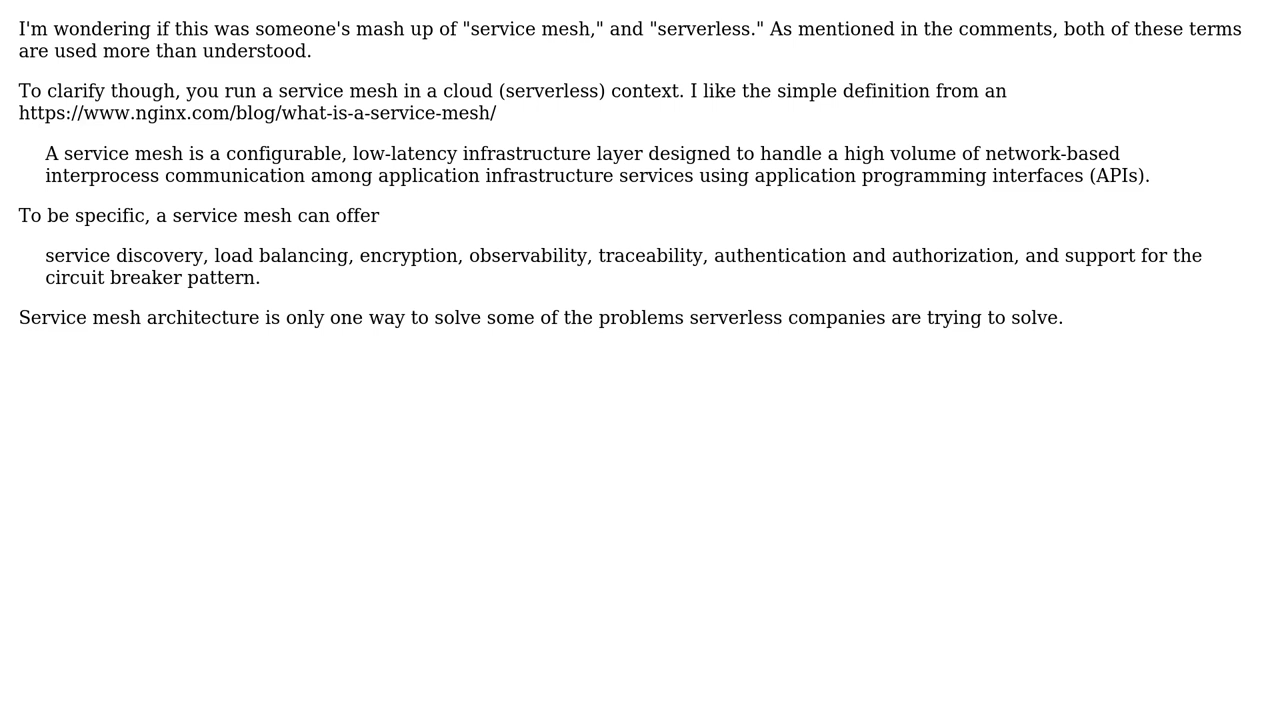 I'm wondering if this was someone's mash up of "service mesh," and "serverless." As mentioned in the comments, both of these terms
are used more than understood.
To clarify though, you run a service mesh in a cloud (serverless) context. I like the simple definition from an
https://www.nginx.com/blog/what-is-a-service-mesh/
A service mesh is a configurable, low-latency infrastructure layer designed to handle a high volume of network-based
interprocess communication among application infrastructure services using application programming interfaces (APIs).
To be specific, a service mesh can offer
service discovery, load balancing, encryption, observability, traceability, authentication and authorization, and support for the
circuit breaker pattern.
Service mesh architecture is only one way to solve some of the problems serverless companies are trying to solve.